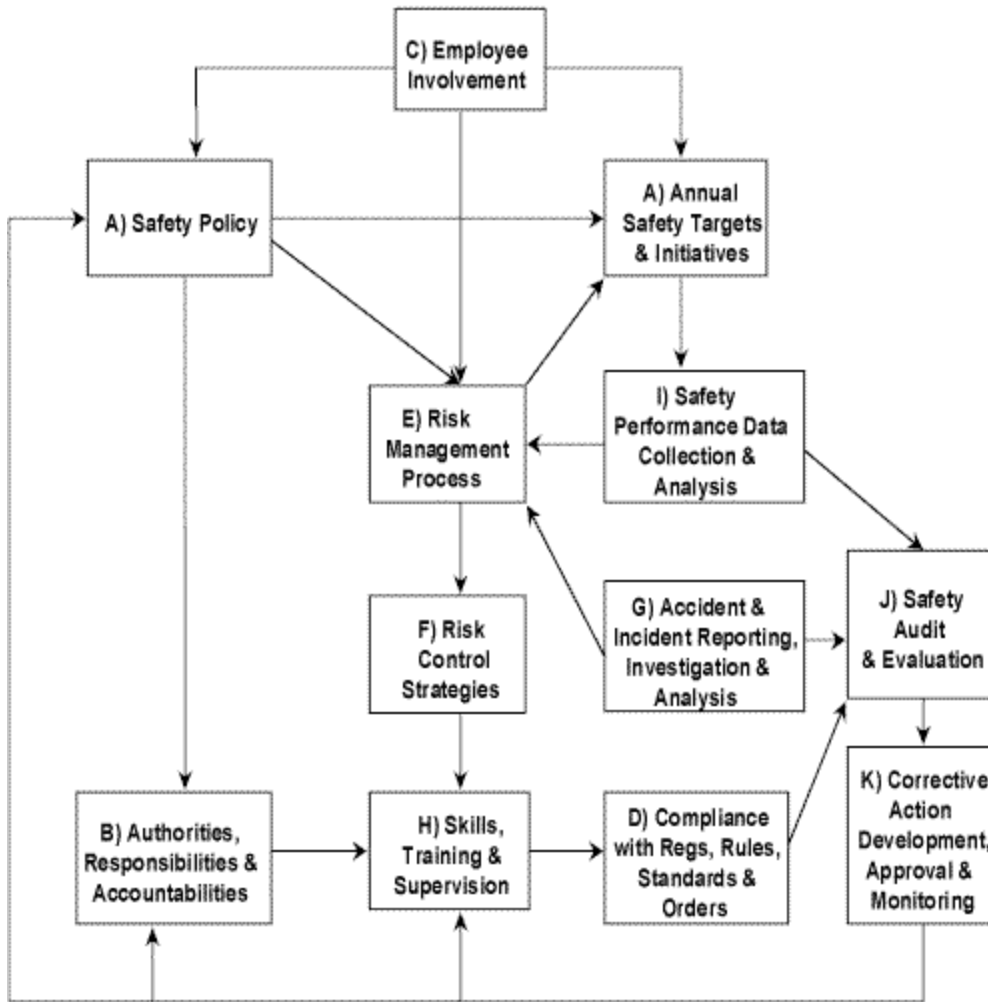 C) Employee
Involvement
A) Safety Policy
A) Annual
Safety Targets
& Initiatives
E) Risk
Management
Process
I) Safety
Performance Data
Collection &
Analysis
F) Risk
Control
Strategies
G) Accident &
Incident Reporting,
Investigation &
Analysis
J) Safety
Audit
& Evaluation
B) Authorities,
Responsibilities &
Accountabilities
H) Skills,
Training &
Supervision
D) Compliance
with Regs, Rules,
Standards &
Orders
K) Corrective
Action
Development,
Approval &
Monitoring